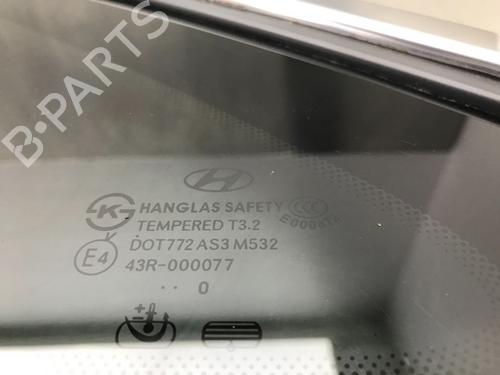 B-PARTS
HANGLAS SAFETY
TEMPERED T3.2
DOT772 AS3 M532
E4
43R-000077
·· 0